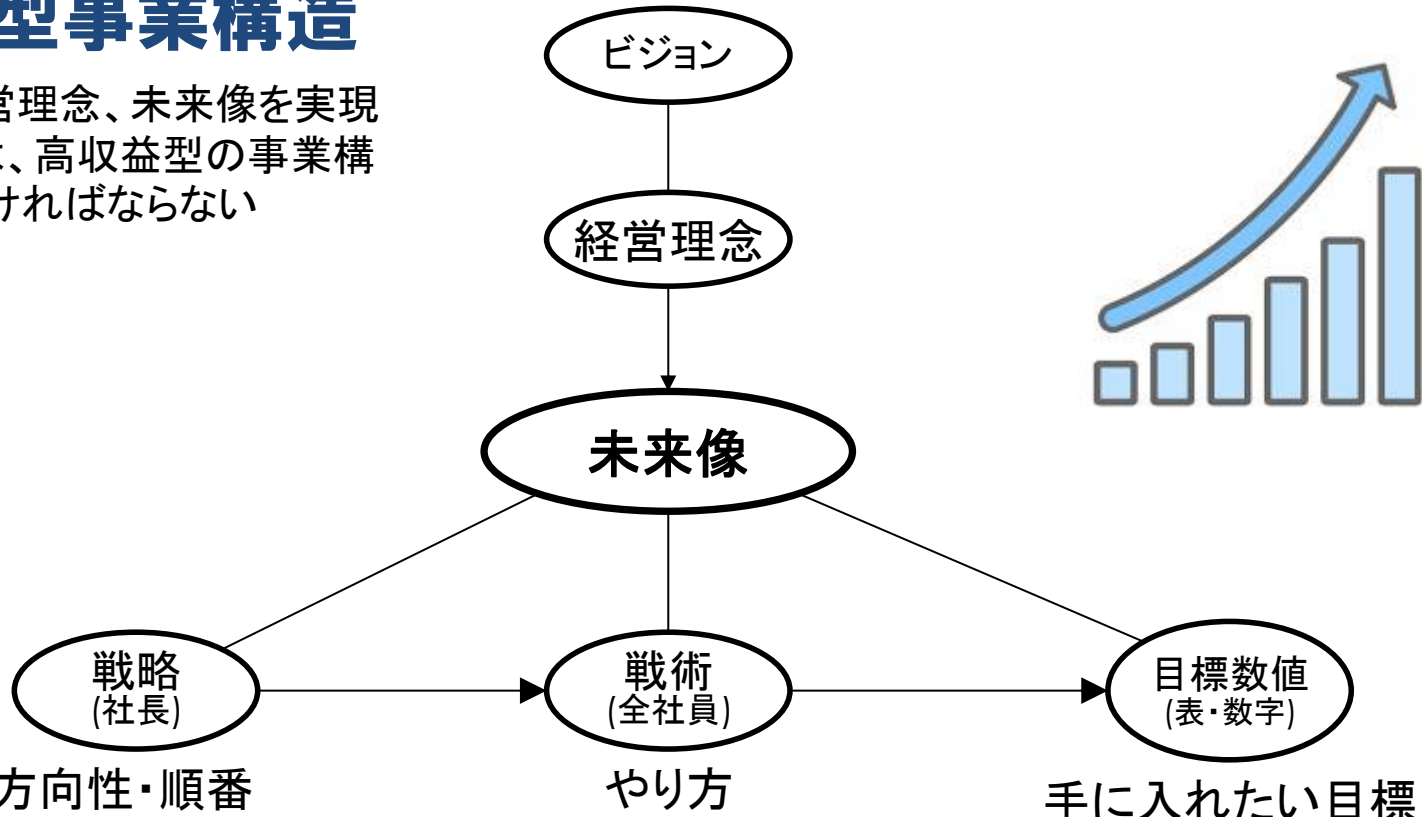 型事業構造
営理念、未来像を実現
は、高収益型の事業構
ければならない
ビジョン
経営理念
未来像
戦略
(社長)
戦術
(全社員)
目標数値
(表・数字)
方向性・順番
やり方
手に入れたい目標